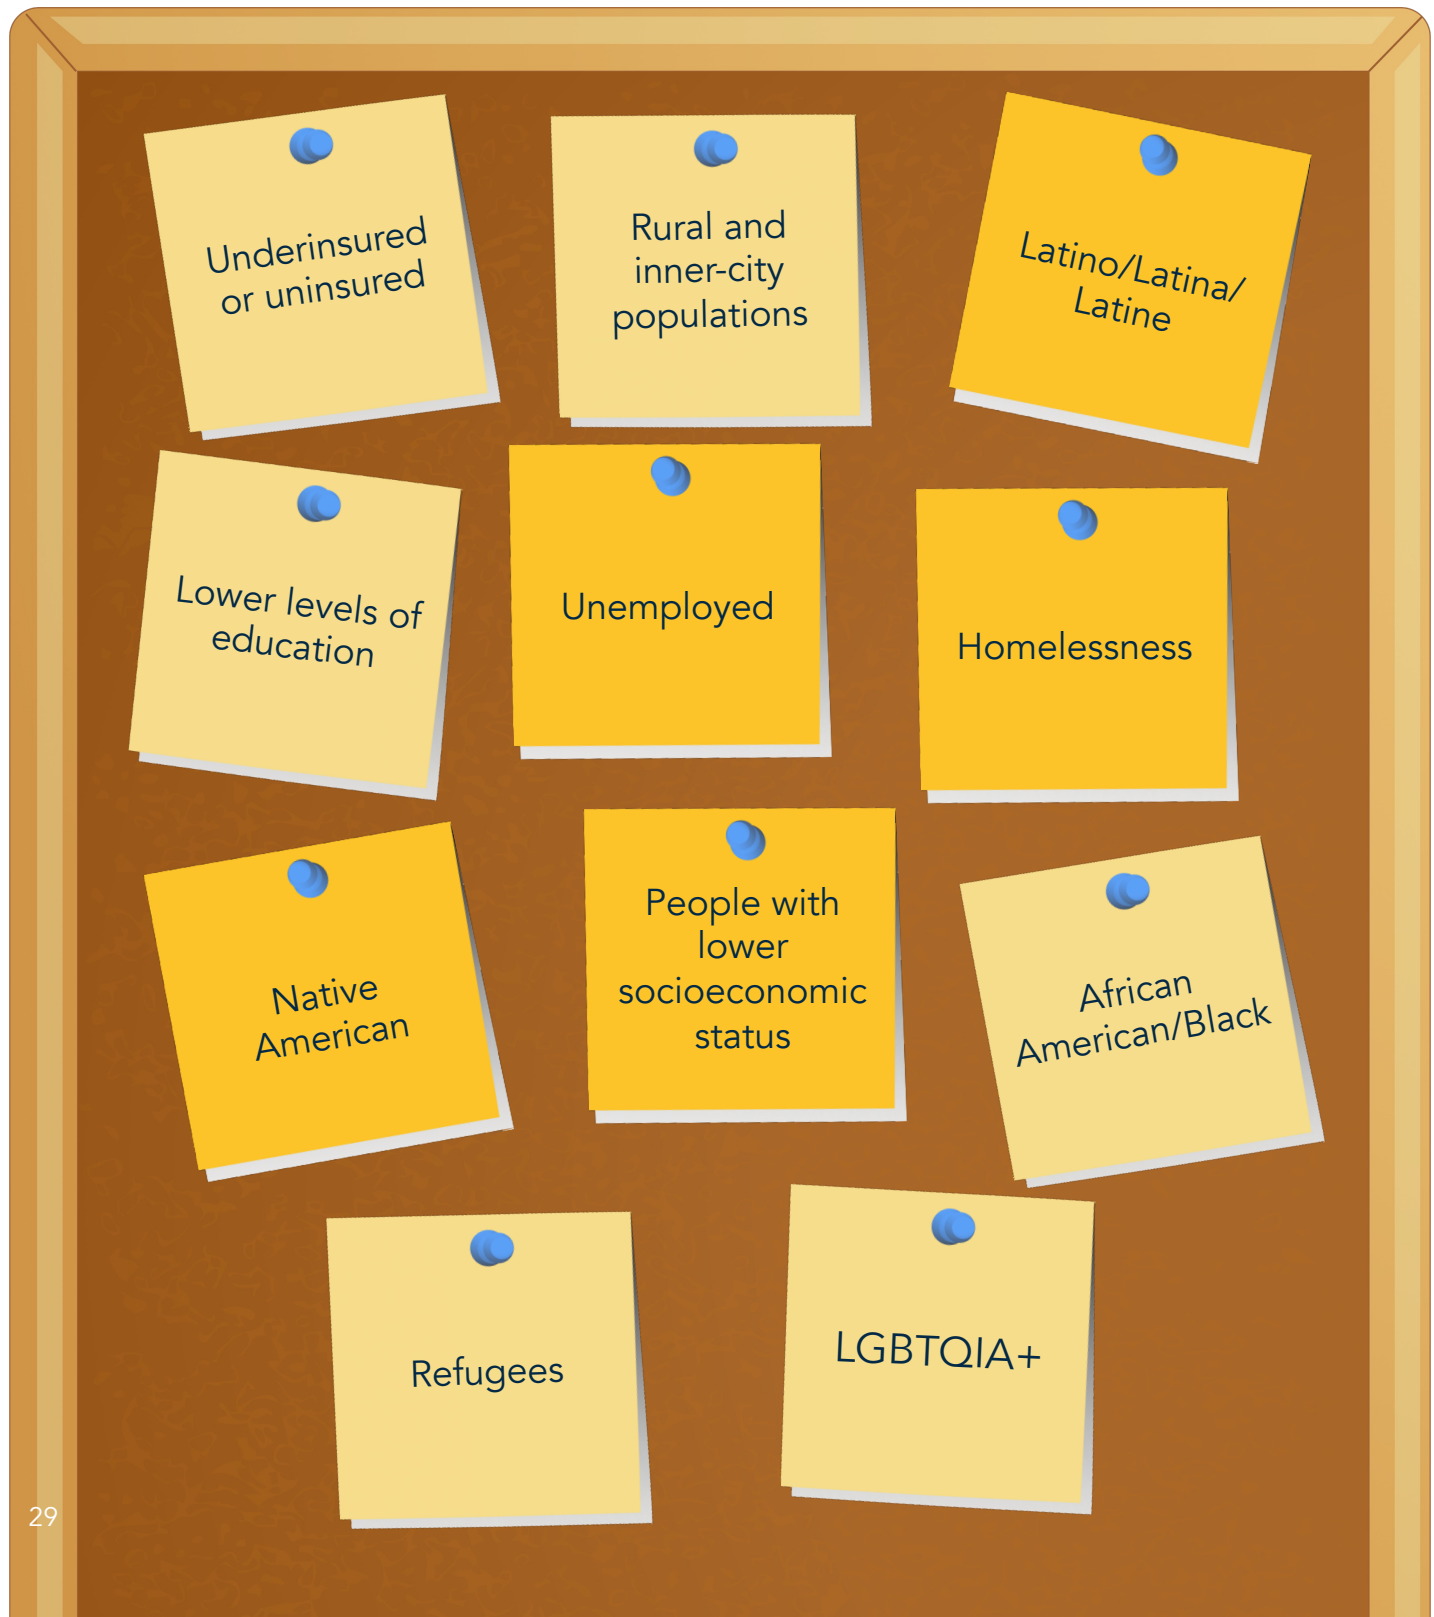 Underinsured
or uninsured
Rural and
inner-city
populations
Latino/Latina/
Latine
Lower levels of
education
Unemployed
Homelessness
Native
American
People with
lower
socioeconomic
status
African
American/Black
Refugees
LGBTQIA+
29